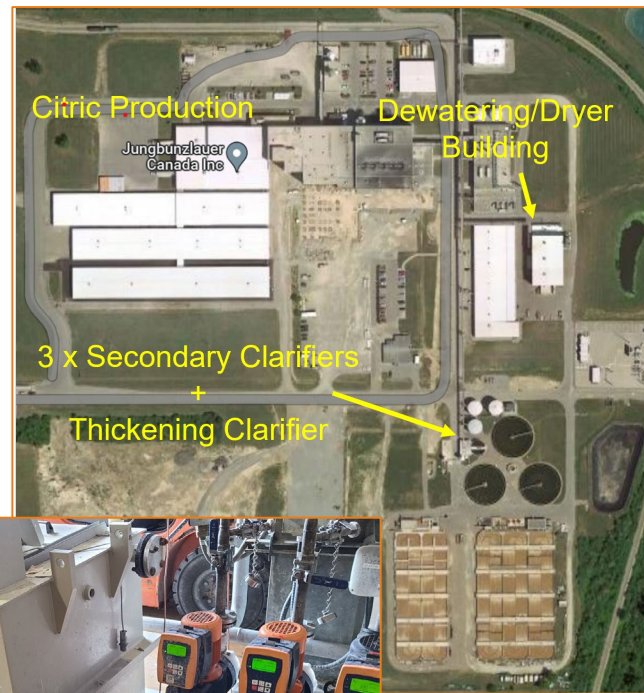 Citric Production
Dewatering/Dryer
Building
Jungbunzlauer
Canada Inc
3 x Secondary Clarifiers
+
Thickening Clarifier